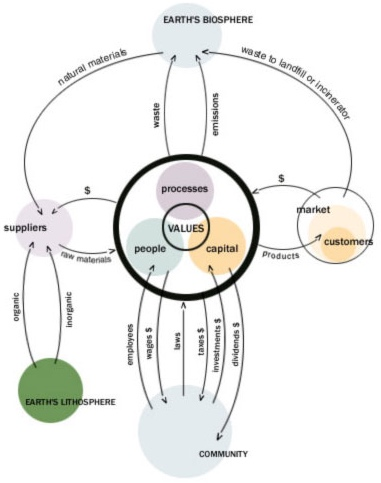 EARTH'S BIOSPHERE
natural materials
waste to landfill or incinerator
waste
emissions
$
processes
$
suppliers
VALUES
market
people
capital
customers
raw materials
products
organic
inorganic
employees
wages $
laws
taxes $
investments $
dividends $
EARTH'S LITHOSPHERE
COMMUNITY